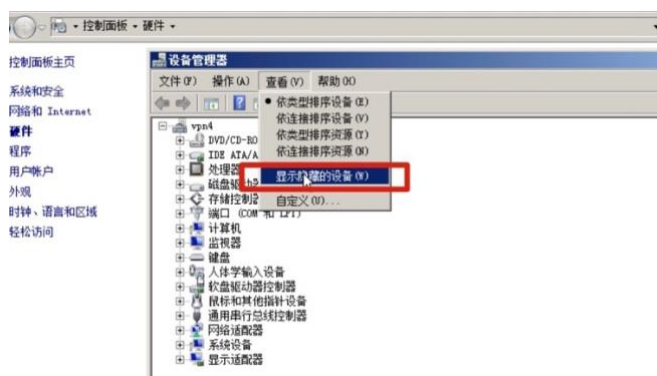 控制面板 硬件
控制面板主页
系统和安全
网络和 Internet
硬件
程序
用户帐户
外观
时钟、语言和区域
轻松访问
设备管理器
文件(F) 操作(A) 查看(V) 帮助(H)
依类型排序设备(E)
依连接排序设备(V)
依类型排序资源(Y)
依连接排序资源(N)
显示隐藏的设备(W)
自定义(U)...
vpn4
DVD/CD-RO
IDE ATA/A
处理器
磁盘驱动器
存储控制器
端口 (COM 和 LPT)
计算机
监视器
键盘
人体学输入设备
软盘驱动器控制器
鼠标和其他指针设备
通用串行总线控制器
网络适配器
系统设备
显示适配器